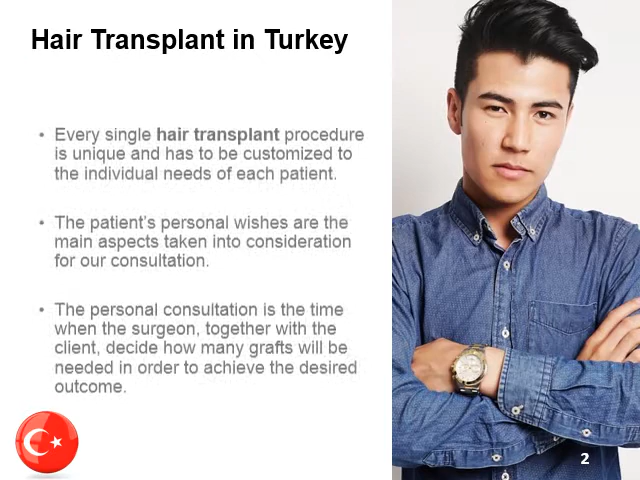 Hair Transplant in Turkey
• Every single hair transplant procedure
is unique and has to be customized to
the individual needs of each patient.
• The patient’s personal wishes are the
main aspects taken into consideration
for our consultation.
• The personal consultation is the time
when the surgeon, together with the
client, decide how many grafts will be
needed in order to achieve the desired
outcome.
2